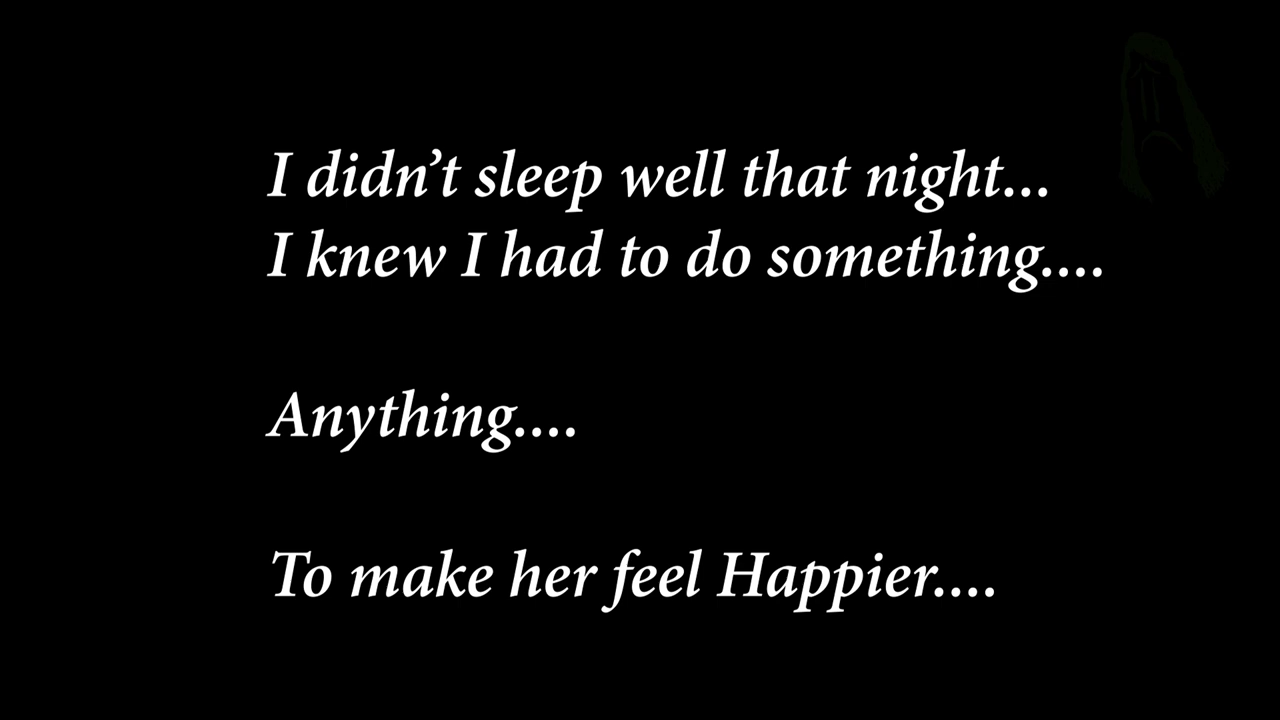 I didn’t sleep well that night...
I knew I had to do something....
Anything....
To make her feel Happier....